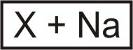 X + Na